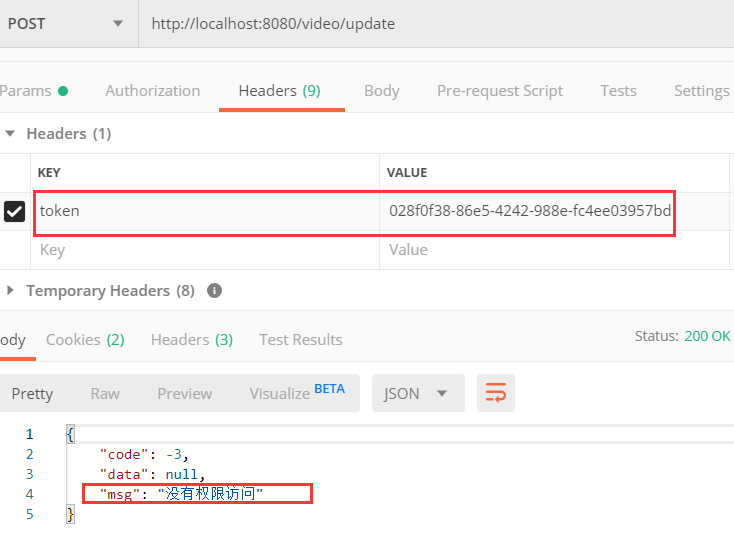 POST http://localhost:8080/video/update
Params Authorization Headers (9) Body Pre-request Script Tests Settings
Headers (1)
KEY VALUE
token 028f0f38-86e5-4242-988e-fc4ee03957bd
Key Value
Temporary Headers (8)
ody Cookies (2) Headers (3) Test Results Status: 200 OK
Pretty Raw Preview Visualize BETA JSON
1 {
2 "code": -3,
3 "data": null,
4 "msg": "没有权限访问"
5 }